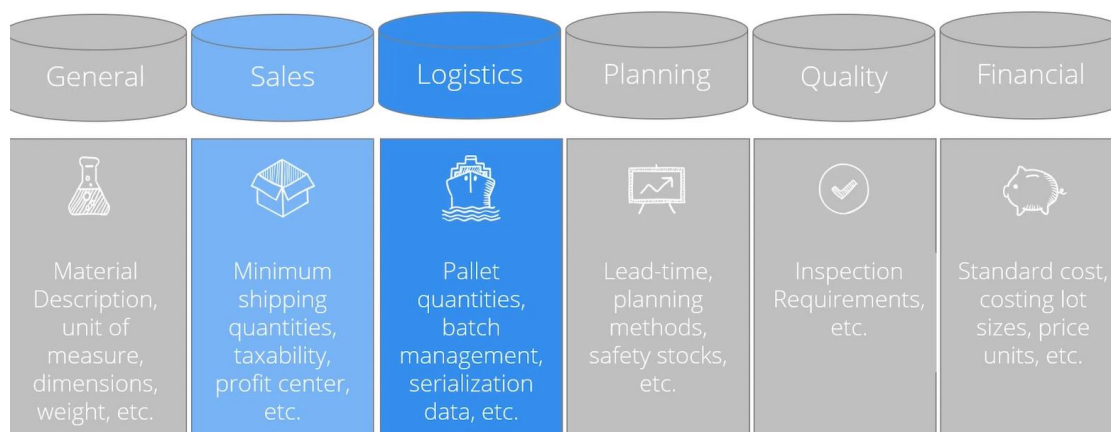 General
Sales
Logistics
Planning
Quality
Financial
Material
Description,
unit of
measure,
dimensions,
weight, etc.
Minimum
shipping
quantities,
taxability,
profit center,
etc.
Pallet
quantities,
batch
management,
serialization
data, etc.
Lead-time,
planning
methods,
safety stocks,
etc.
Inspection
Requirements,
etc.
Standard cost,
costing lot
sizes, price
units, etc.